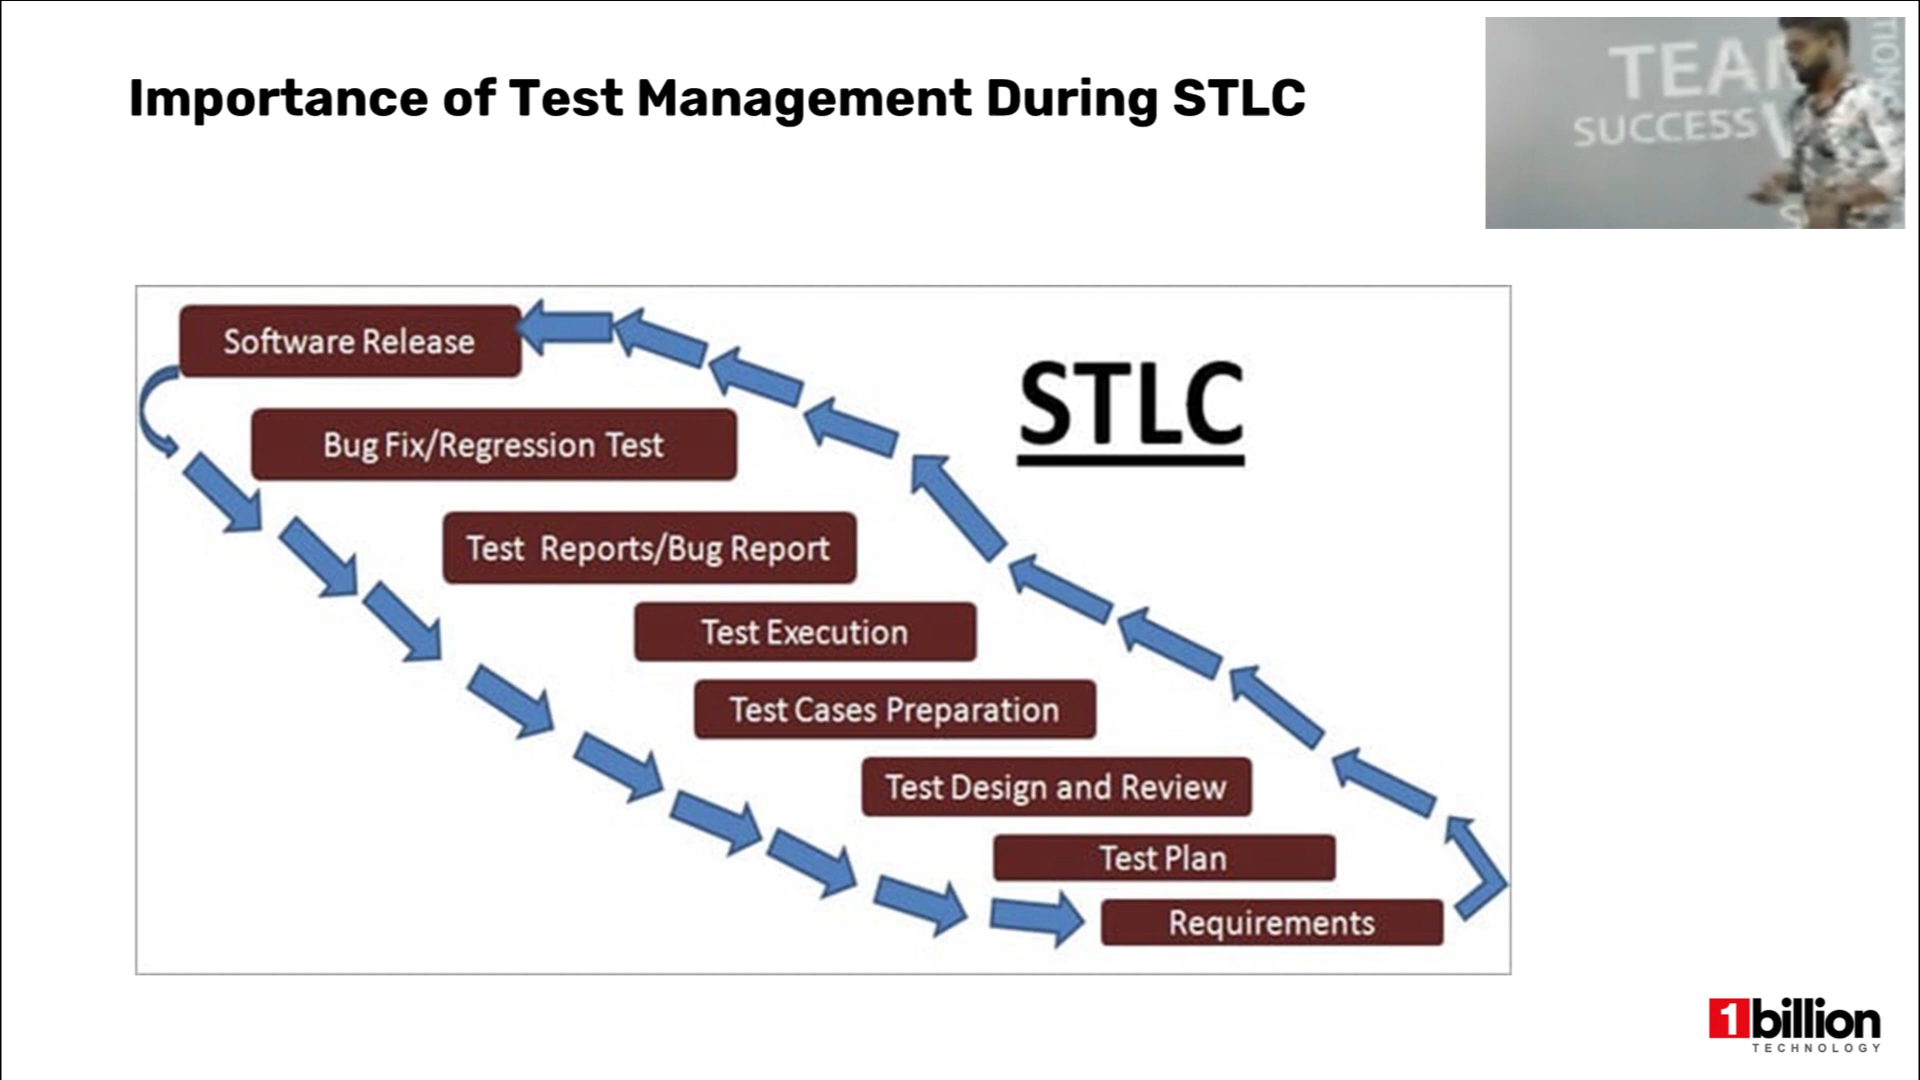 Importance of Test Management During STLC
TEAM
SUCCESS
TION
STLC
Software Release
Bug Fix/Regression Test
Test Reports/Bug Report
Test Execution
Test Cases Preparation
Test Design and Review
Test Plan
Requirements
1billion
TECHNOLOGY